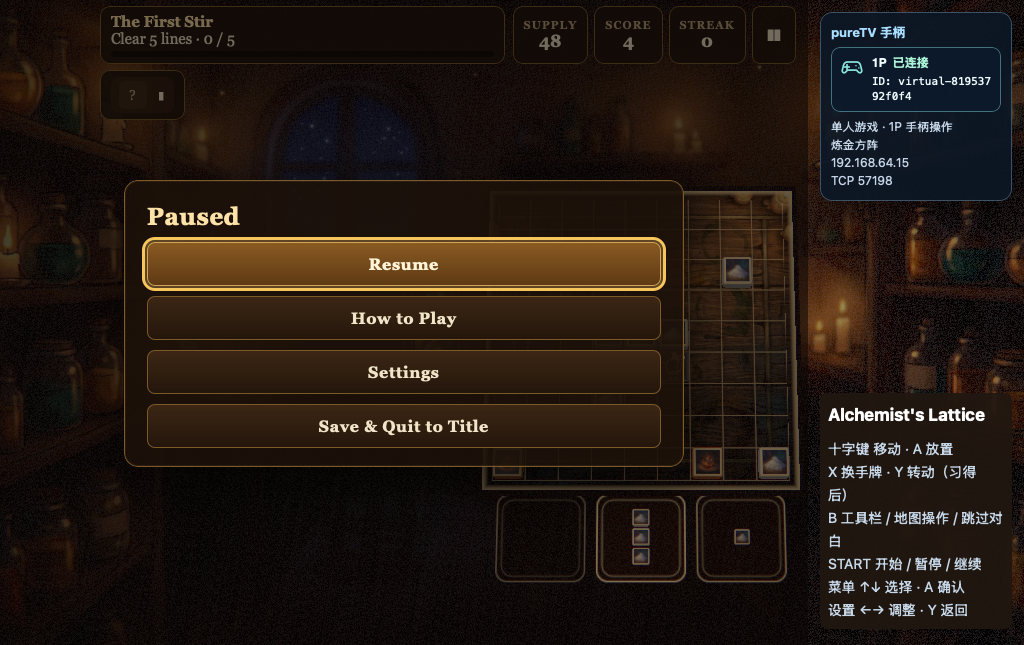 The First Stir
Clear 5 lines · 0 / 5
SUPPLY
48
SCORE
4
STREAK
0
?
Paused
Resume
How to Play
Settings
Save & Quit to Title
pureTV 手柄
1P 已连接
ID: virtual-819537
92f0f4
单人游戏 · 1P 手柄操作
炼金方阵
192.168.64.15
TCP 57198
Alchemist's Lattice
十字键 移动 · A 放置
X 换手牌 · Y 转动（习得
后）
B 工具栏 / 地图操作 / 跳过对
白
START 开始 / 暂停 / 继续
菜单 ↑↓ 选择 · A 确认
设置 ←→ 调整 · Y 返回